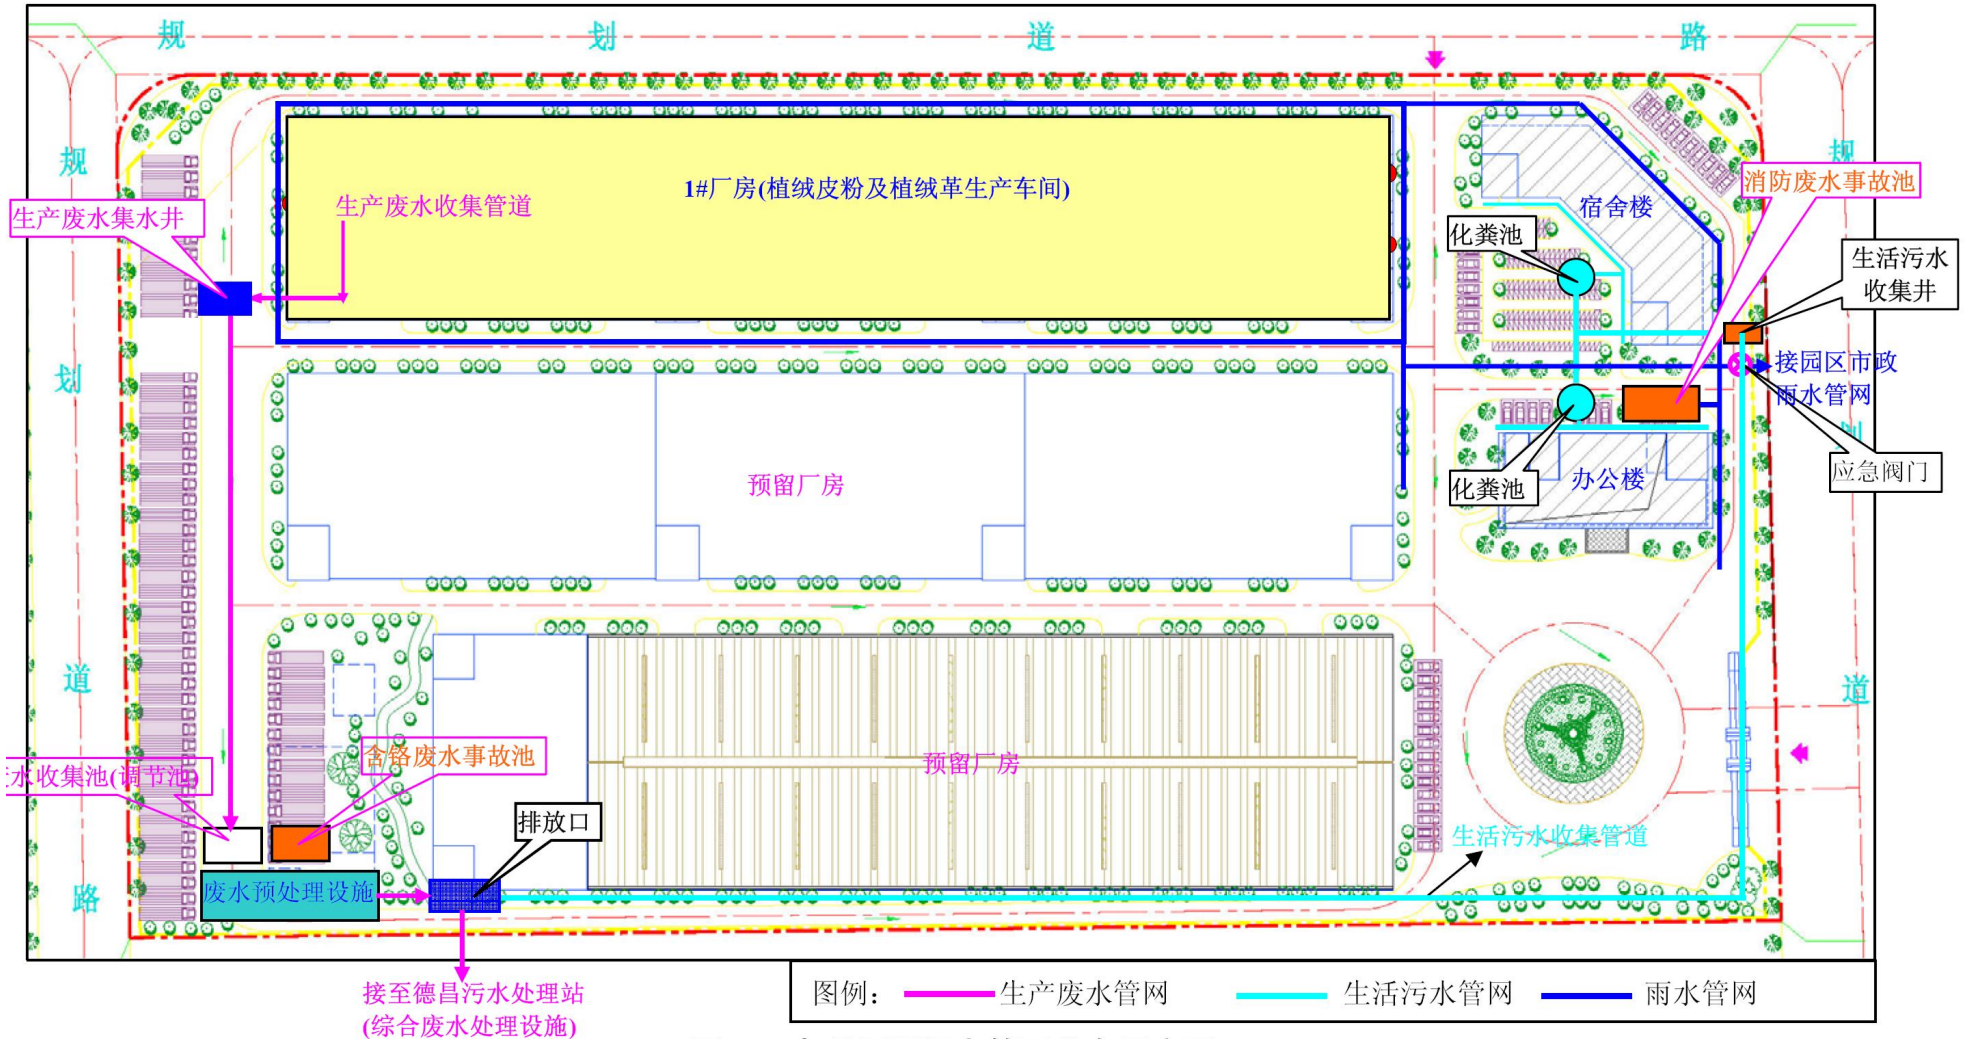 规 划 道 路
规
划
道
路
规
划
道
生产废水集水井
生产废水收集管道
1#厂房(植绒皮粉及植绒革生产车间)
宿舍楼
消防废水事故池
化粪池
生活污水
收集井
接园区市政
雨水管网
应急阀门
化粪池
办公楼
预留厂房
水收集池(调节池)
含铬废水事故池
预留厂房
排放口
生活污水收集管道
废水预处理设施
接至德昌污水处理站
(综合废水处理设施)
图例： 生产废水管网 生活污水管网 雨水管网